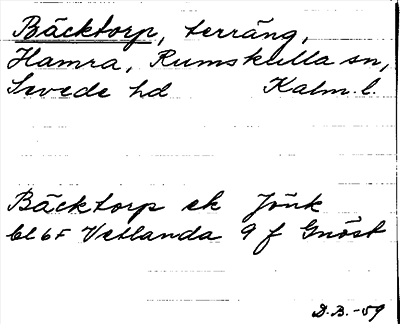 Bäcktorp, terräng,
Hamra, Rumskulla sn,
Sevede hd Kalm. l.
Bäcktorp ek Jönk
bl 6F Vetlanda 9 f Gnöst
D.B. -59